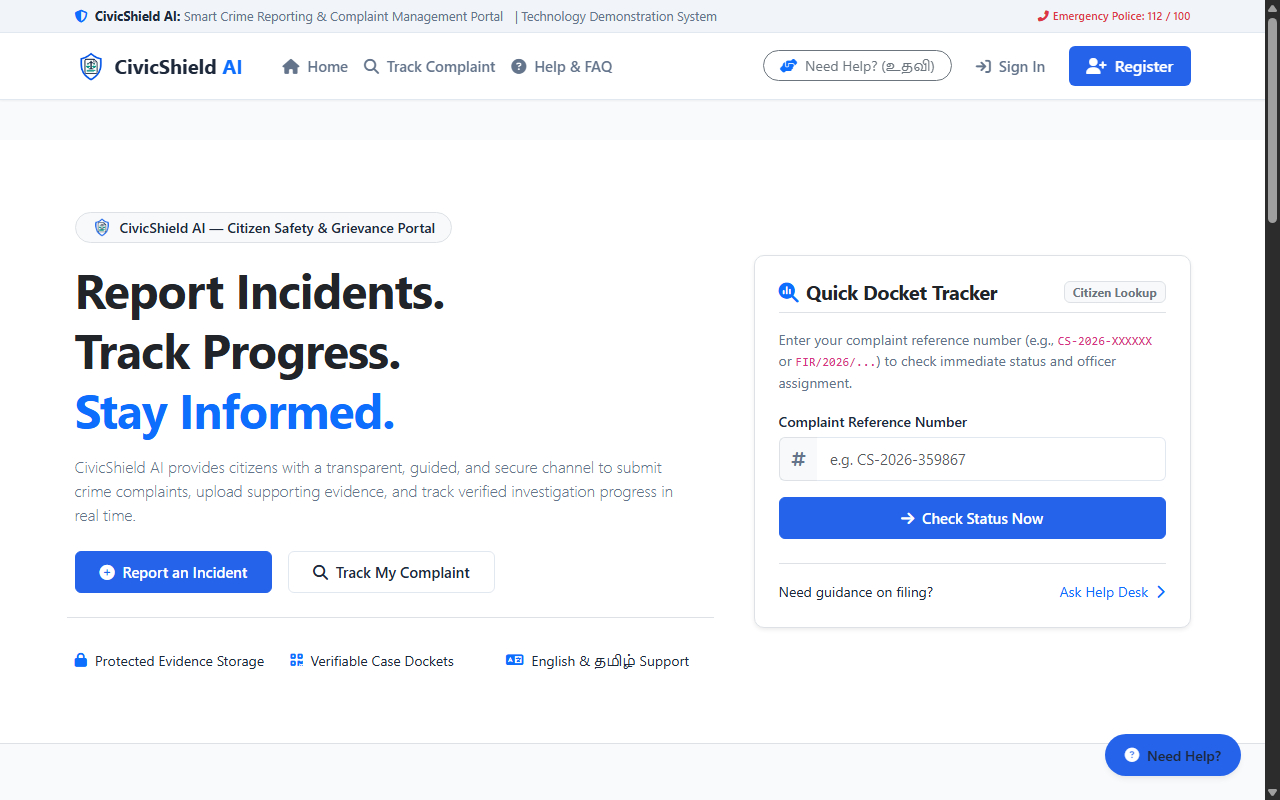 CivicShield AI: Smart Crime Reporting & Complaint Management Portal | Technology Demonstration System
Emergency Police: 112 / 100
CivicShield AI
Home
Track Complaint
Help & FAQ
Need Help? (உதவி)
Sign In
Register
CivicShield AI — Citizen Safety & Grievance Portal
Report Incidents.
Track Progress.
Stay Informed.
CivicShield AI provides citizens with a transparent, guided, and secure channel to submit
crime complaints, upload supporting evidence, and track verified investigation progress in
real time.
Report an Incident
Track My Complaint
Protected Evidence Storage
Verifiable Case Dockets
English & தமிழ் Support
Quick Docket Tracker
Citizen Lookup
Enter your complaint reference number (e.g., CS-2026-XXXXXX
or FIR/2026/...) to check immediate status and officer
assignment.
Complaint Reference Number
# e.g. CS-2026-359867
Check Status Now
Need guidance on filing?
Ask Help Desk
Need Help?